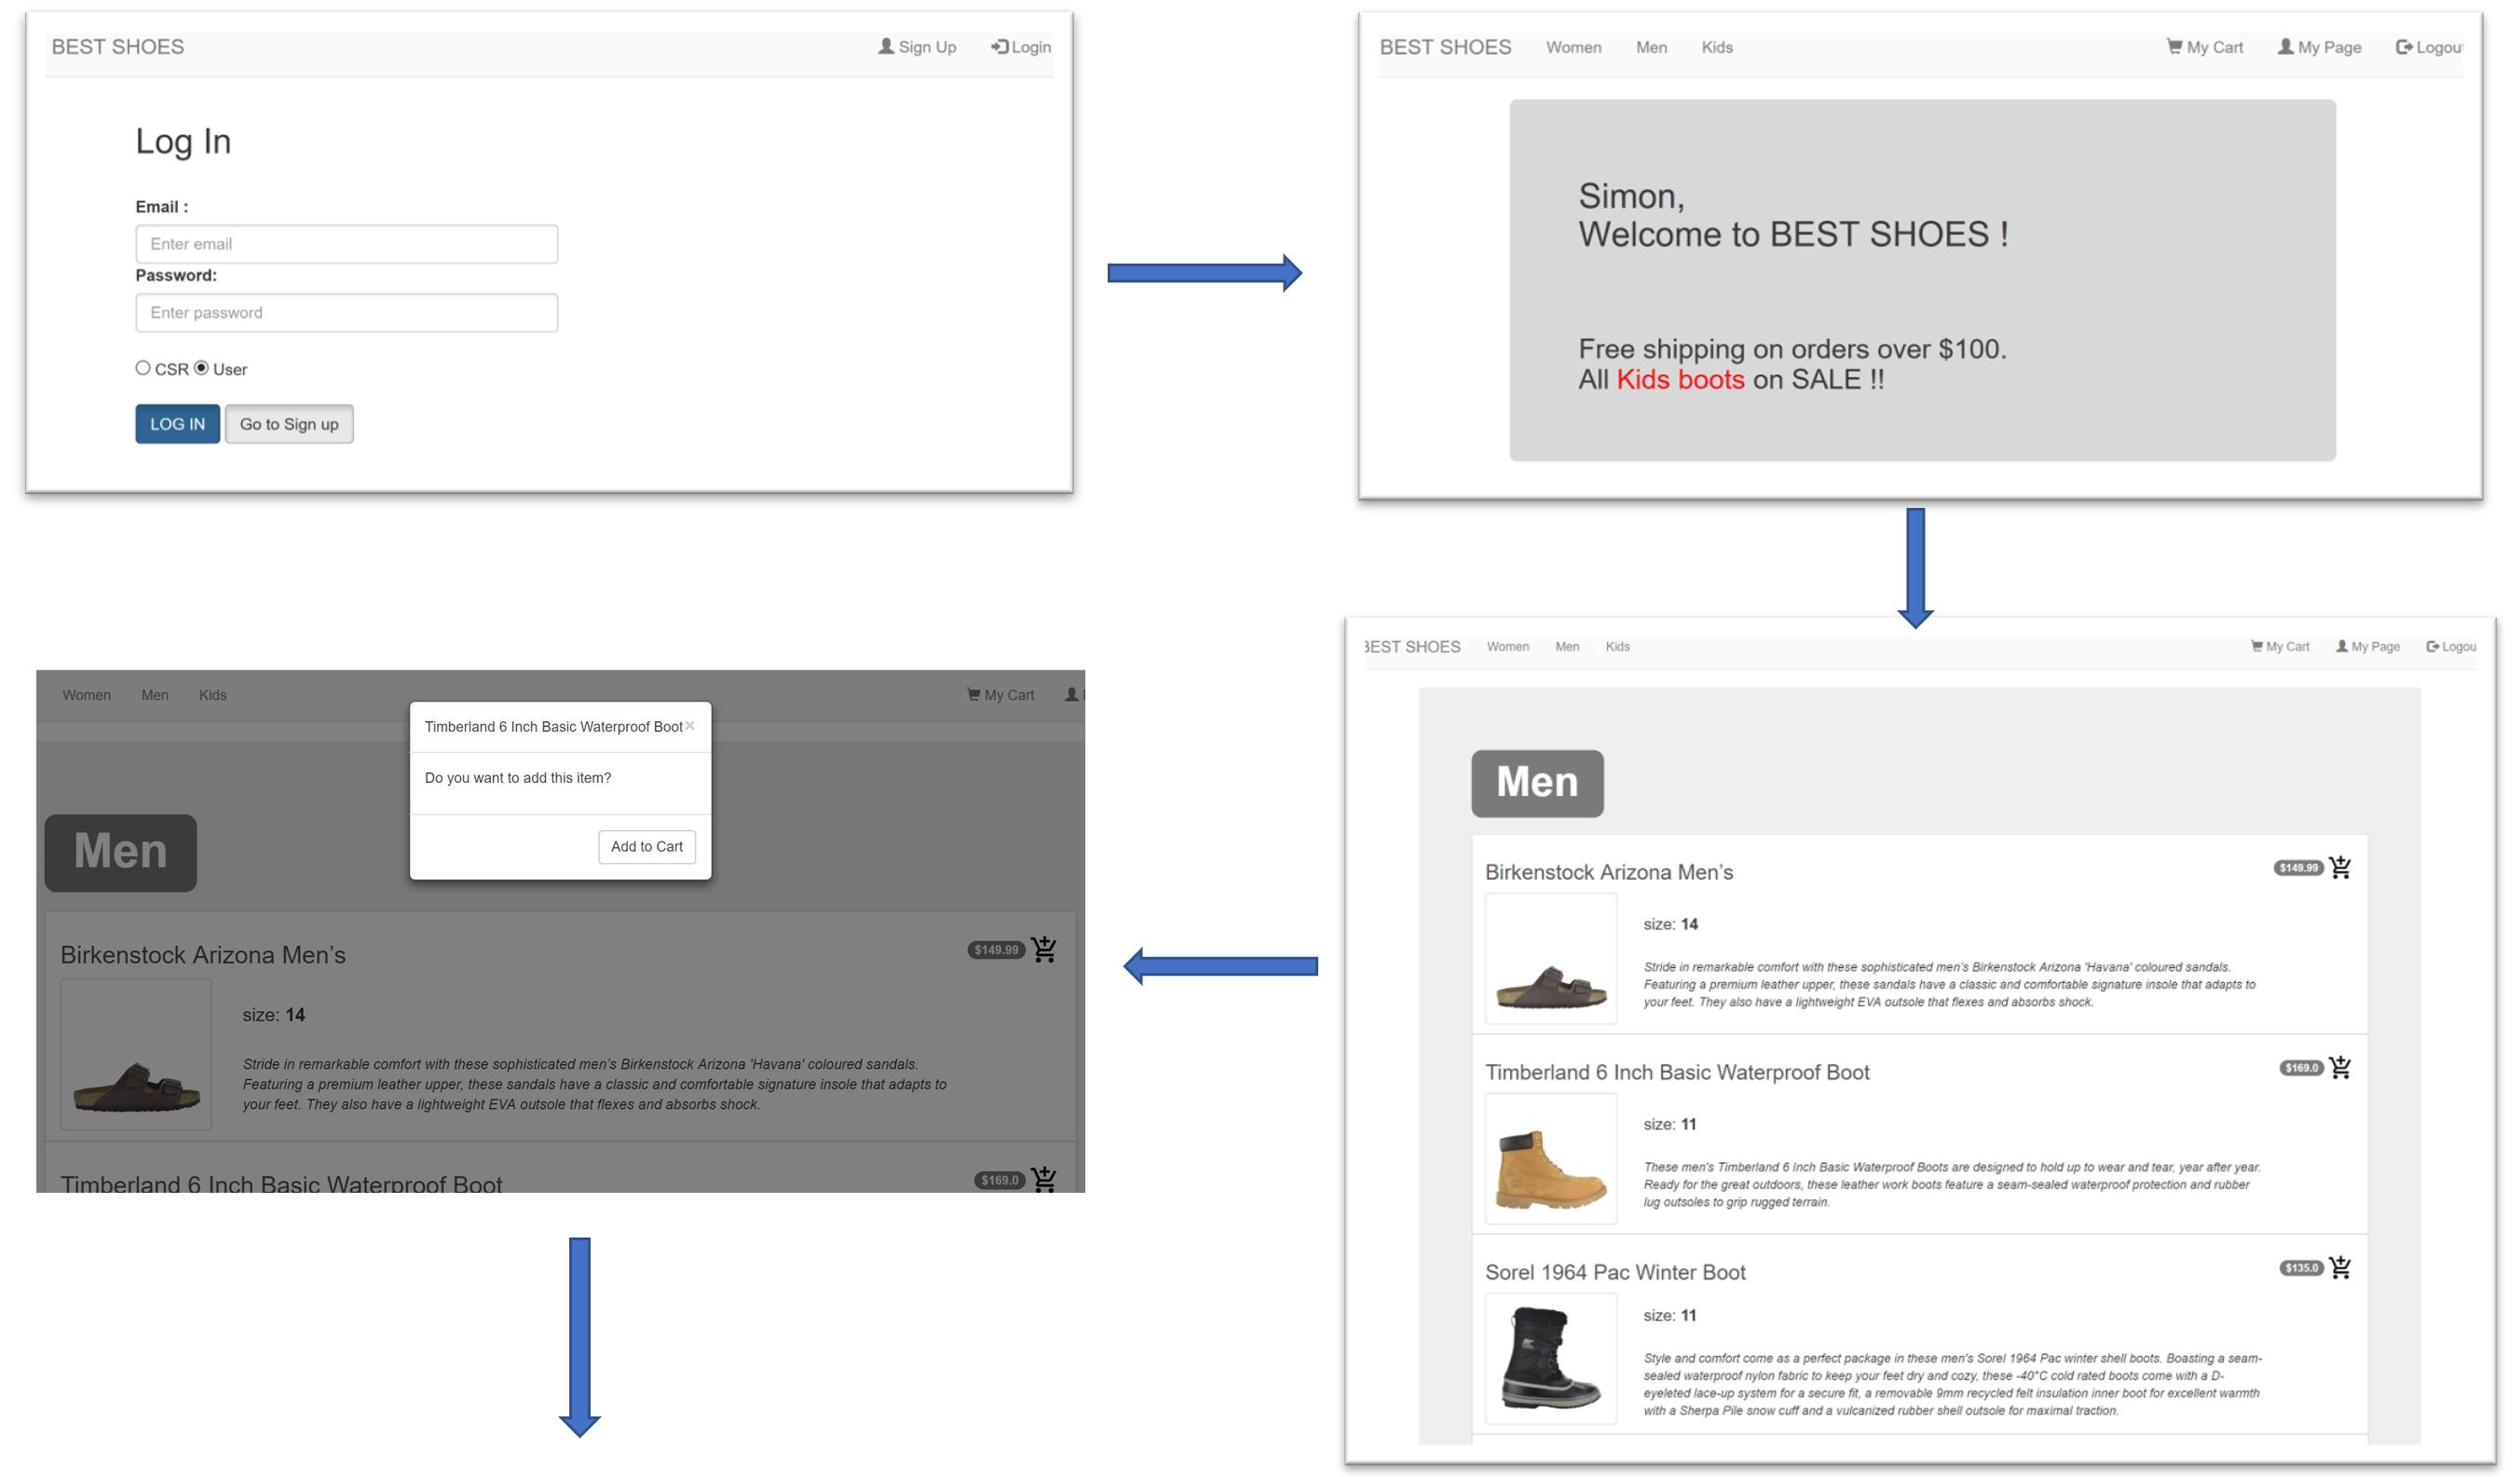 BEST SHOES Sign Up Login
Log In
Email :
Enter email
Password:
Enter password
CSR User
LOG IN Go to Sign up
BEST SHOES Women Men Kids My Cart My Page Logou
Simon,
Welcome to BEST SHOES !
Free shipping on orders over $100.
All Kids boots on SALE !!
BEST SHOES Women Men Kids My Cart My Page Logou
Men
Birkenstock Arizona Men's $149.99
size: 14
Stride in remarkable comfort with these sophisticated men's Birkenstock Arizona 'Havana' coloured sandals.
Featuring a premium leather upper, these sandals have a classic and comfortable signature insole that adapts to
your feet. They also have a lightweight EVA outsole that flexes and absorbs shock.
Timberland 6 Inch Basic Waterproof Boot $169.0
size: 11
These men's Timberland 6 Inch Basic Waterproof Boots are designed to hold up to wear and tear, year after year.
Ready for the great outdoors, these leather work boots feature a seam-sealed waterproof protection and rubber
lug outsoles to grip rugged terrain.
Sorel 1964 Pac Winter Boot $135.0
size: 11
Style and comfort come as a perfect package in these men's Sorel 1964 Pac winter shell boots. Boasting a seam-
sealed waterproof nylon fabric to keep your feet dry and cozy, these -40°C cold rated boots come with a D-
eyeleted lace-up system for a secure fit, a removable 9mm recycled felt insulation inner boot for excellent warmth
with a Sherpa Pile snow cuff and a vulcanized rubber shell outsole for maximal traction.
Women Men Kids My Cart
Timberland 6 Inch Basic Waterproof Boot ×
Do you want to add this item?
Add to Cart
Men
Birkenstock Arizona Men's $149.99
size: 14
Stride in remarkable comfort with these sophisticated men's Birkenstock Arizona 'Havana' coloured sandals.
Featuring a premium leather upper, these sandals have a classic and comfortable signature insole that adapts to
your feet. They also have a lightweight EVA outsole that flexes and absorbs shock.
Timberland 6 Inch Basic Waterproof Boot $169.0